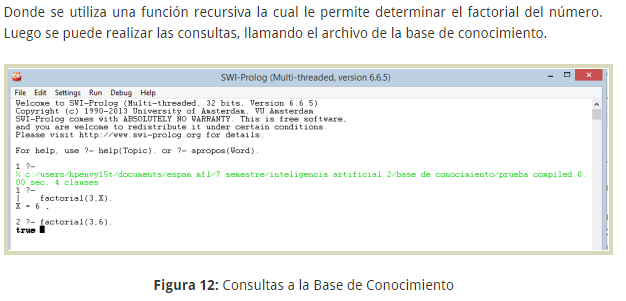 Donde se utiliza una función recursiva la cual le permite determinar el factorial del número.
Luego se puede realizar las consultas, llamando el archivo de la base de conocimiento.
SWI-Prolog (Multi-threaded, version 6.6.5)
File Edit Settings Run Debug Help
Welcome to SWI-Prolog (Multi-threaded, 32 bits, Version 6.6.5)
Copyright (c) 1990-2013 University of Amsterdam, VU Amsterdam
SWI-Prolog comes with ABSOLUTELY NO WARRANTY. This is free software,
and you are welcome to redistribute it under certain conditions.
Please visit http://www.swi-prolog.org for details.
For help, use ?- help(Topic). or ?- apropos(Word).
1 ?-
% c:/users/hpenvy15t/documents/espam mfl/7 semestre/inteligencia artificial 2/base de conocimiento/prueba compiled 0.
00 sec, 4 clauses
1 ?-
| factorial(3,X).
X = 6 .
2 ?- factorial(3,6).
true
Figura 12: Consultas a la Base de Conocimiento